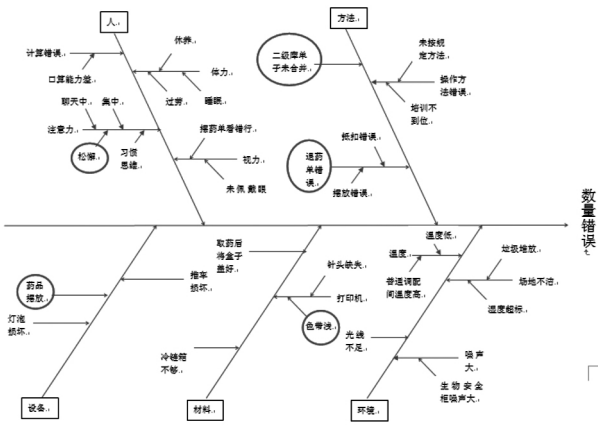 人
方法
计算错误
口算能力差
休养
体力
过劳
睡眠
聊天中
集中
注意力
松懈
习惯
思维
摆药单看错行
视力
未佩戴眼
二级库单
子未合并
未按规
定方法
操作方
法错误
培训不
到位
抵扣错误
退药
单错
误
摆放错误
数量错误
药品
摆放
灯泡
损坏
推车
损坏
取药后
将盒子
盖好
针头缺失
打印机
色带浅
冷链箱
不够
温度低
温度
普通调配
间温度高
垃圾堆放
场地不洁
湿度超标
光线
不足
噪声
大
生物安全
柜噪声大
设备
材料
环境